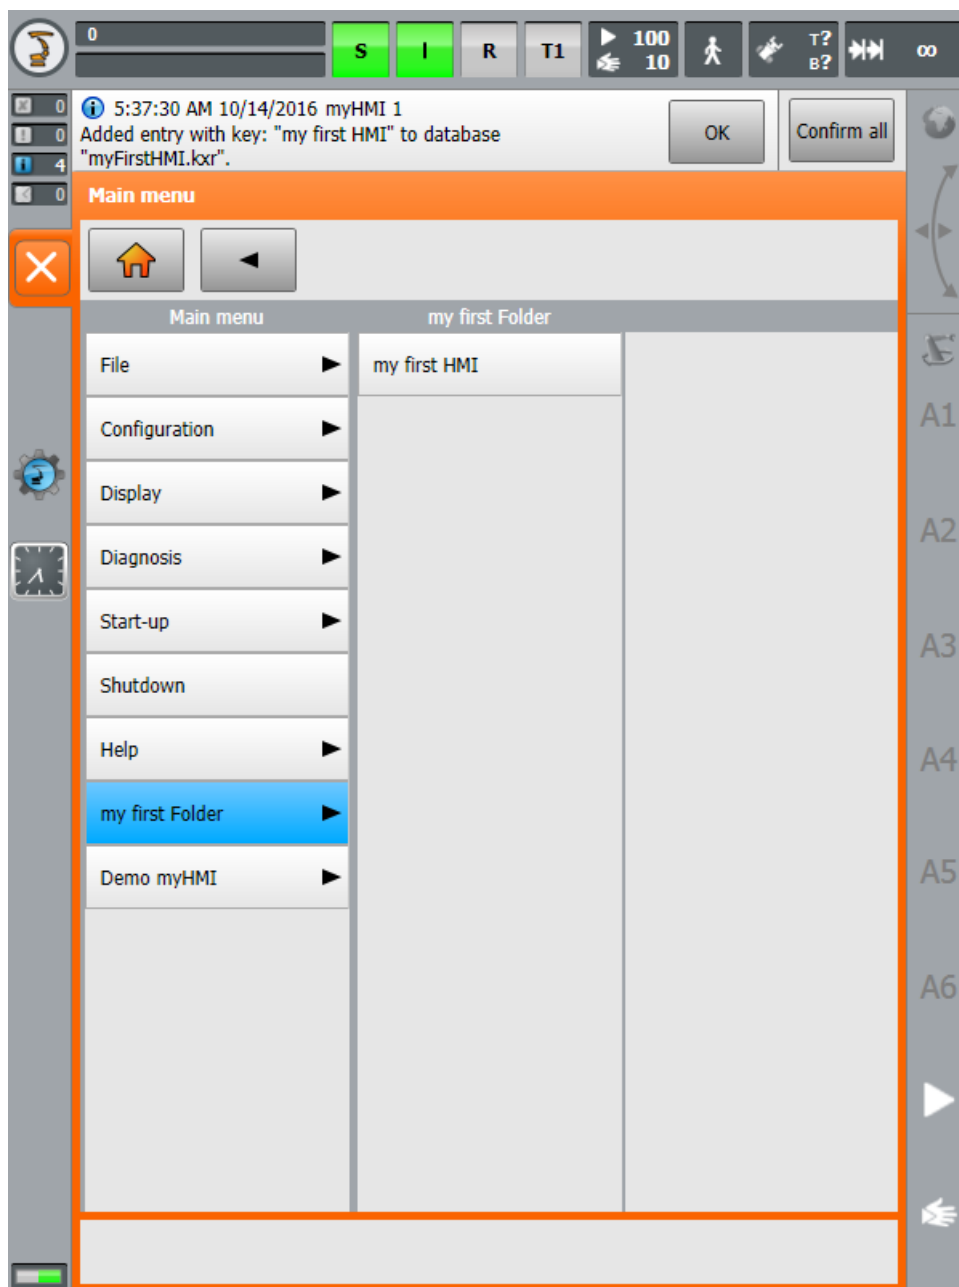 0
S I R T1 100 10 T? B? ∞
0
0
4
0
5:37:30 AM 10/14/2016 myHMI 1
Added entry with key: "my first HMI" to database
"myFirstHMI.kxr".
OK
Confirm all
Main menu
Main menu
my first Folder
File
Configuration
Display
Diagnosis
Start-up
Shutdown
Help
my first Folder
Demo myHMI
my first HMI
A1
A2
A3
A4
A5
A6